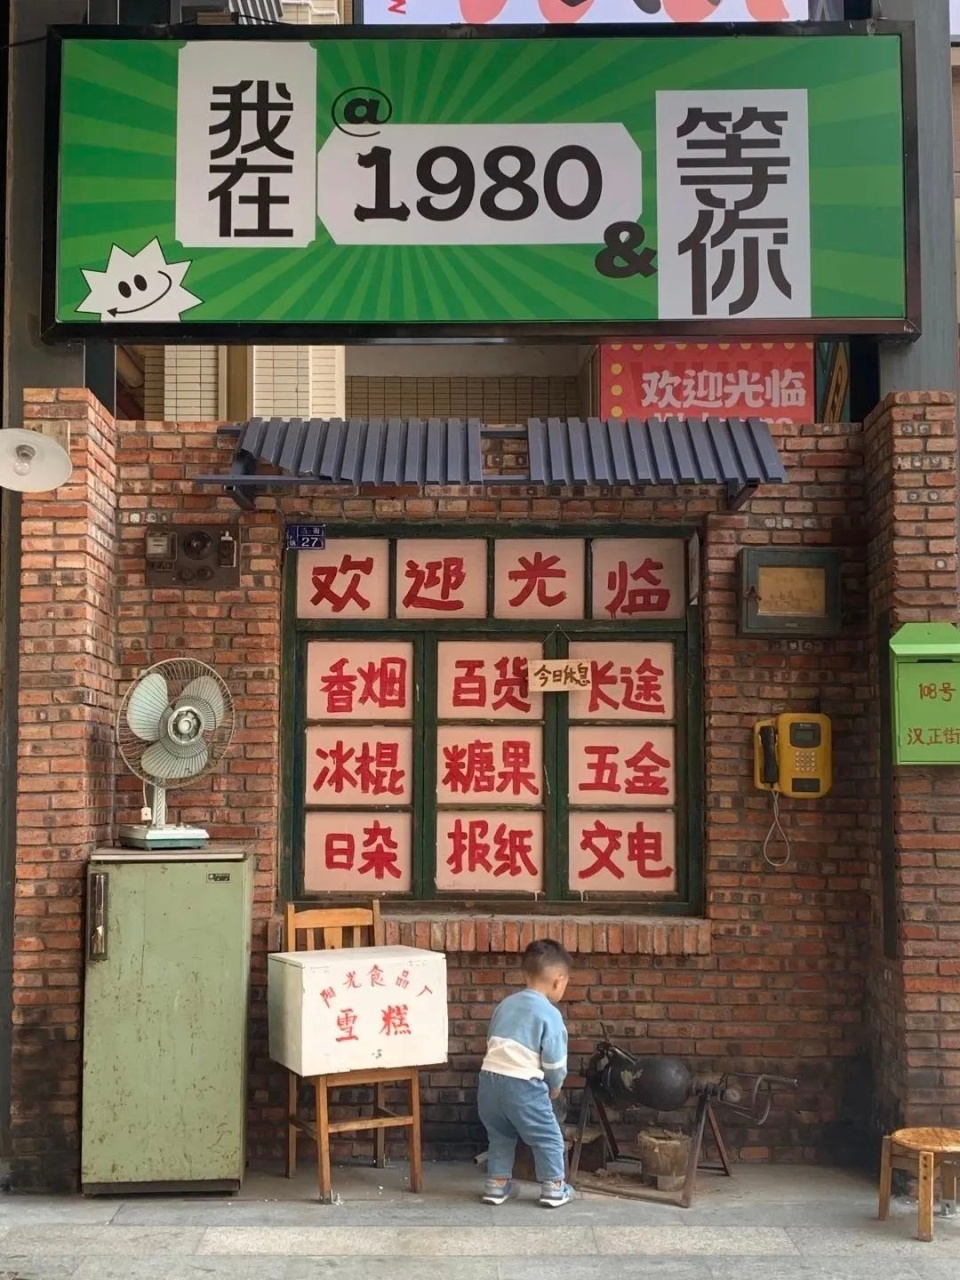 我在
@
1980
&
等你
欢迎光临
27
欢迎光临
香烟 百货 长途
今日休息
冰棍 糖果 五金
日杂 报纸 交电
108号
汉正街
阳光食品厂
雪糕